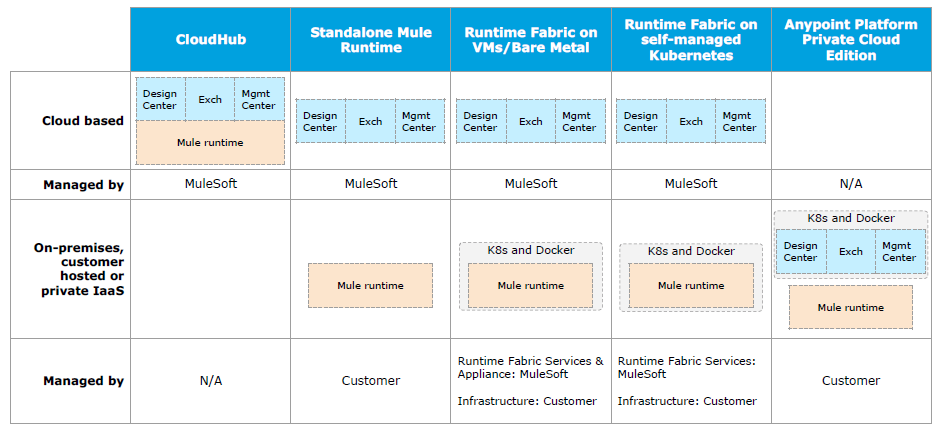 CloudHub
Standalone Mule
Runtime
Runtime Fabric on
VMs/Bare Metal
Runtime Fabric on
self-managed
Kubernetes
Anypoint Platform
Private Cloud
Edition
Cloud based
Design
Center
Exch
Mgmt
Center
Mule runtime
Design
Center
Exch
Mgmt
Center
Design
Center
Exch
Mgmt
Center
Design
Center
Exch
Mgmt
Center
Managed by
MuleSoft
MuleSoft
MuleSoft
MuleSoft
N/A
On-premises,
customer
hosted or
private IaaS
Mule runtime
K8s and Docker
Mule runtime
K8s and Docker
Mule runtime
K8s and Docker
Design
Center
Exch
Mgmt
Center
Mule runtime
Managed by
N/A
Customer
Runtime Fabric Services &
Appliance: MuleSoft
Infrastructure: Customer
Runtime Fabric Services:
MuleSoft
Infrastructure: Customer
Customer